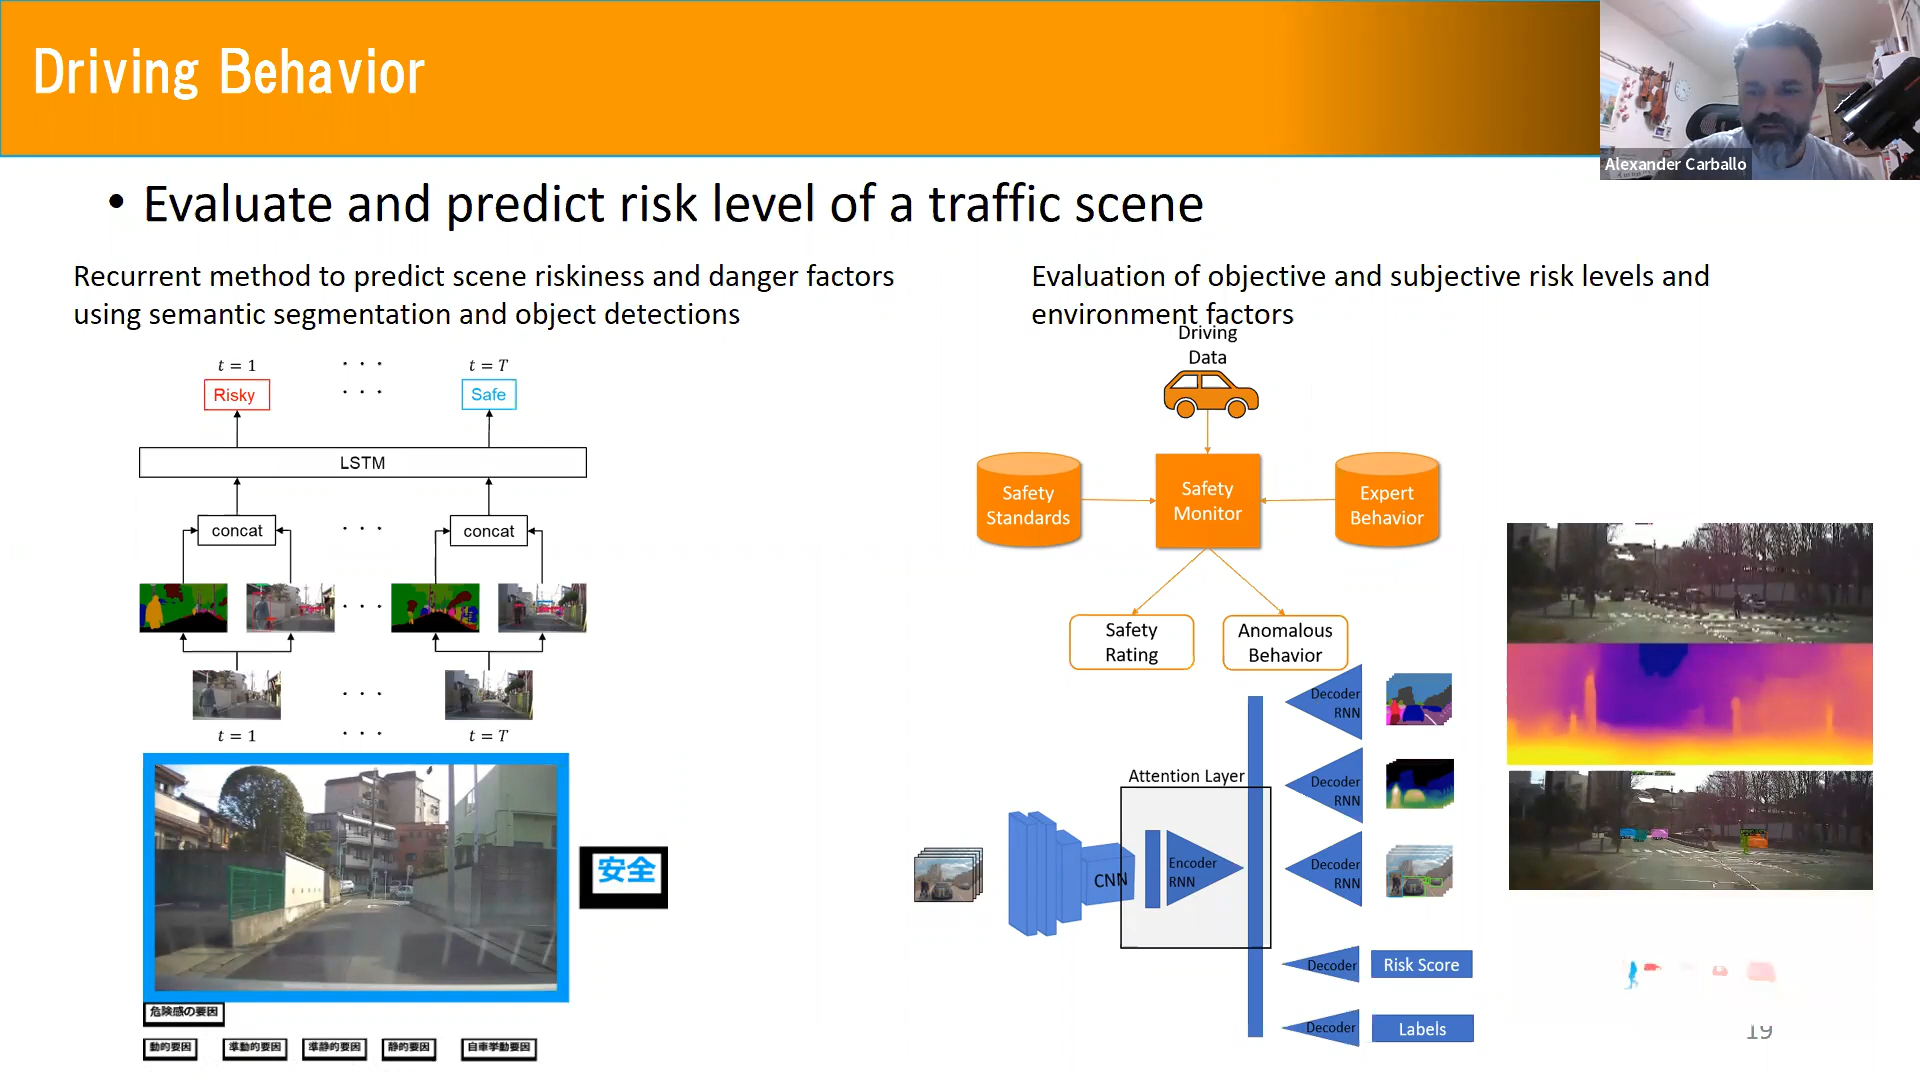 Driving Behavior
Alexander Carballo
• Evaluate and predict risk level of a traffic scene
Recurrent method to predict scene riskiness and danger factors
using semantic segmentation and object detections
t = 1
· · ·
t = T
Risky
· · ·
Safe
LSTM
concat
· · ·
concat
· · ·
· · ·
t = 1
· · ·
t = T
安全
危険感の要因
動的要因
準動的要因
準静的要因
静的要因
自車挙動要因
Evaluation of objective and subjective risk levels and
environment factors
Driving
Data
Safety
Standards
Safety
Monitor
Expert
Behavior
Safety
Rating
Anomalous
Behavior
Decoder
RNN
Decoder
RNN
Attention Layer
CNN
Encoder
RNN
Decoder
RNN
Decoder
Risk Score
Decoder
Labels
19